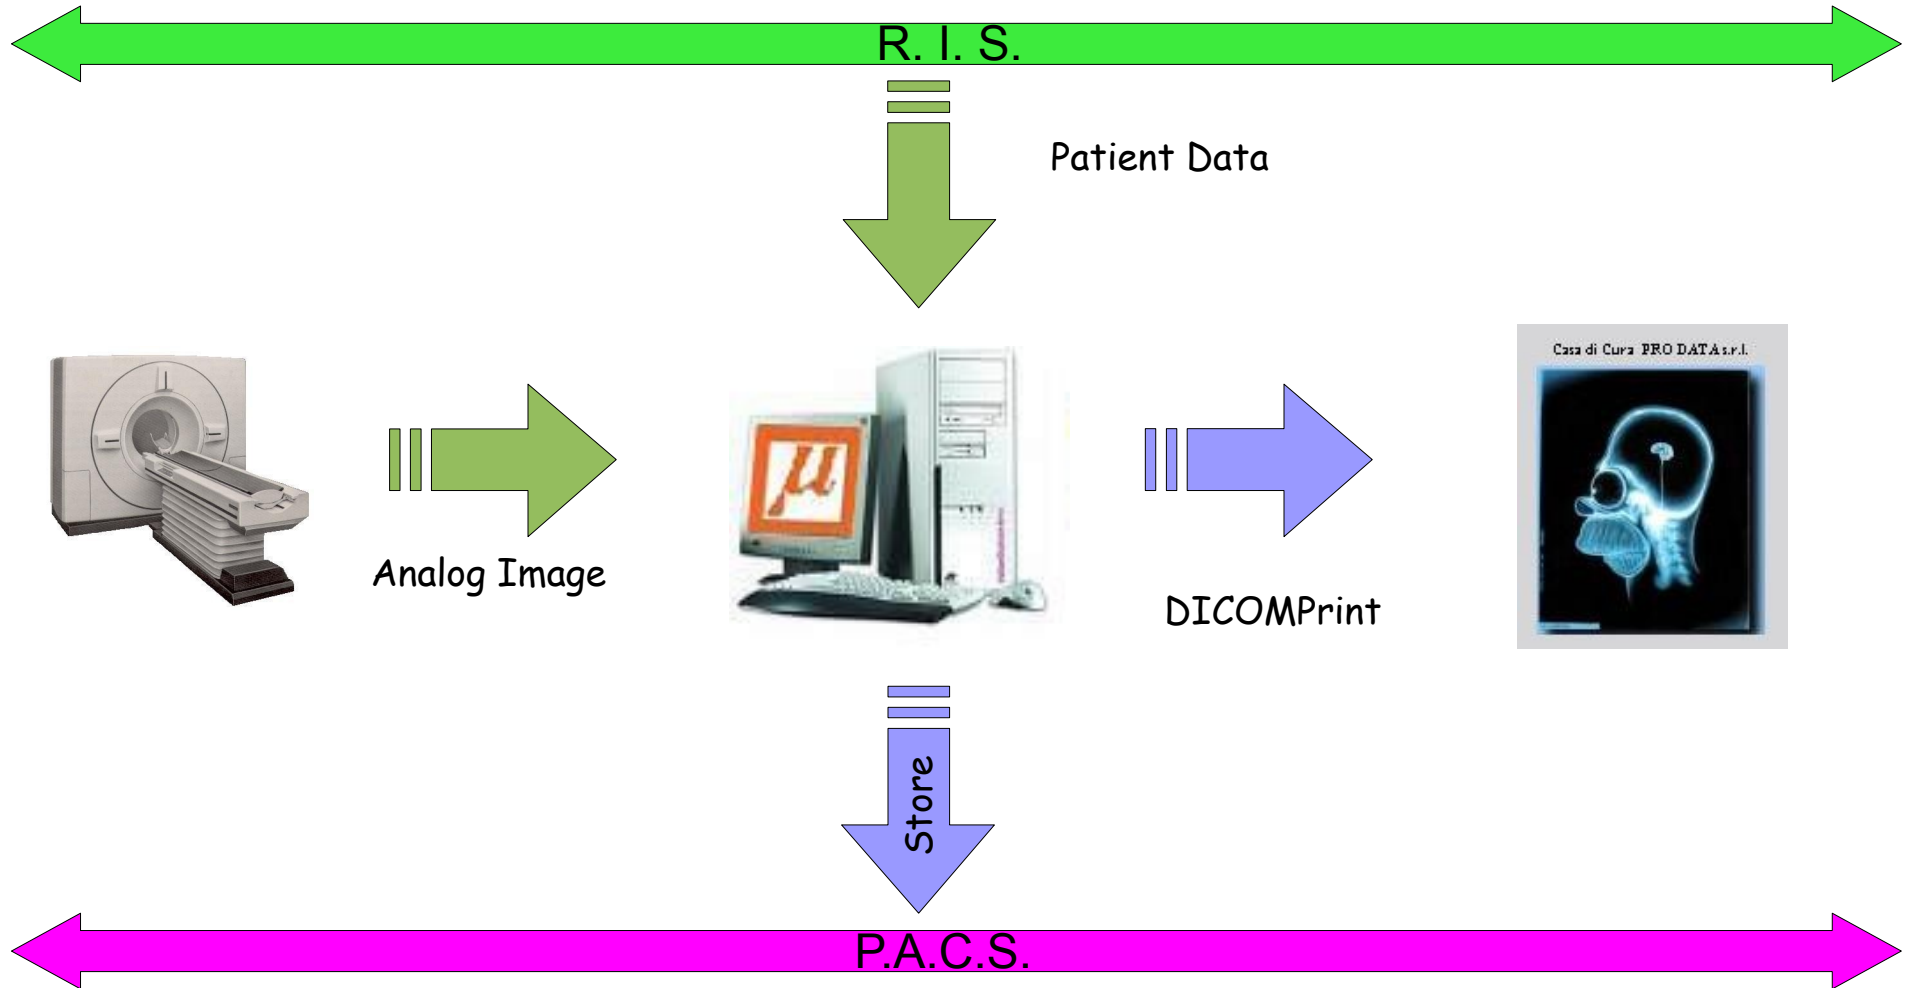 R. I. S.
Patient Data
Casa di Cura PRO DATA s.r.l.
µ
Analog Image
DICOMPrint
Store
P.A.C.S.